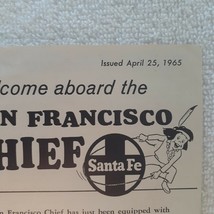 Issued April 25, 1965
lcome aboard the
N FRANCISCO
HIEF
Santa Fe
n Francisco Chief has just been equipped with